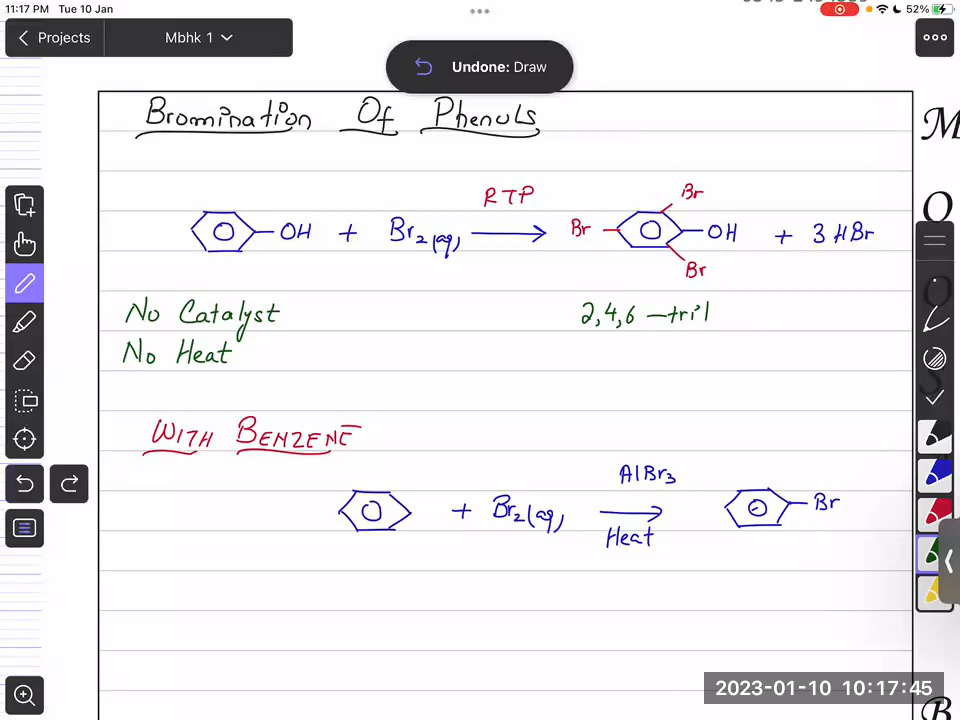 11:17 PM Tue 10 Jan
52%
Projects
Mbhk 1
Undone: Draw
Bromination Of Phenols
M
RTP
OH + Br2(aq) → Br Br Br OH + 3 HBr
O
No Catalyst
2,4,6 –tri
No Heat
WITH BENZENE
AlBr3
+ Br2(aq) → Br
Heat
2023-01-10 10:17:45
B